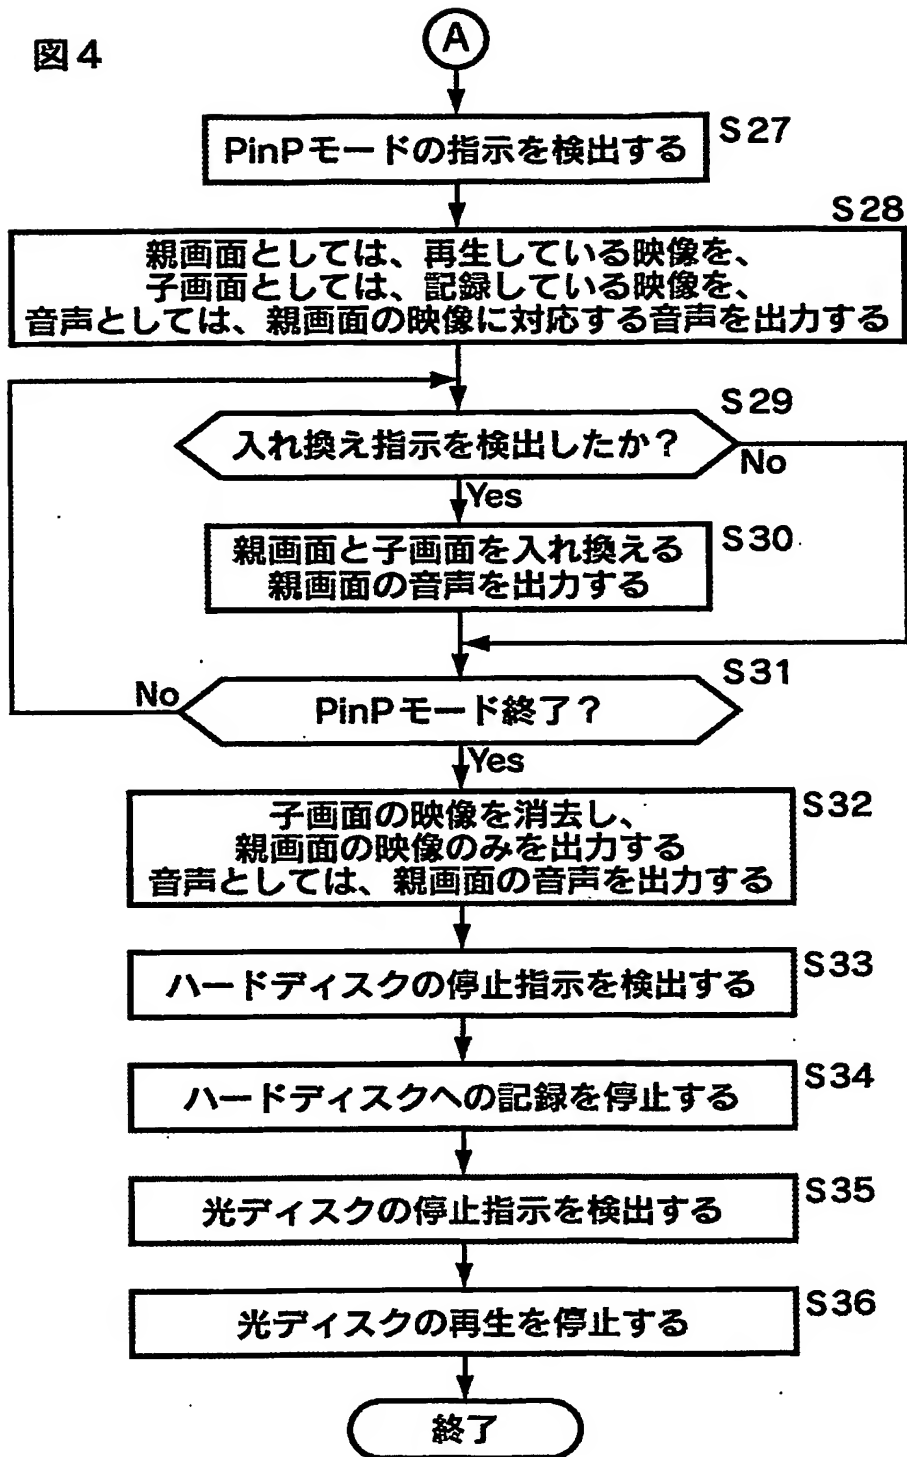 図4
A
PinPモードの指示を検出する
S27
S28
親画面としては、再生している映像を、
子画面としては、記録している映像を、
音声としては、親画面の映像に対応する音声を出力する
S29
入れ換え指示を検出したか？
No
Yes
S30
親画面と子画面を入れ換える
親画面の音声を出力する
S31
No
PinPモード終了？
Yes
S32
子画面の映像を消去し、
親画面の映像のみを出力する
音声としては、親画面の音声を出力する
S33
ハードディスクの停止指示を検出する
S34
ハードディスクへの記録を停止する
S35
光ディスクの停止指示を検出する
S36
光ディスクの再生を停止する
終了